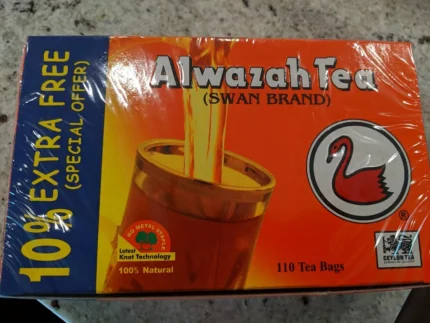 10% EXTRA FREE
(SPECIAL OFFER)
Alwazah Tea
(SWAN BRAND)
®
NO METAL STAPLE
Latest
Knot Technology
100% Natural
110 Tea Bags
CEYLON TEA